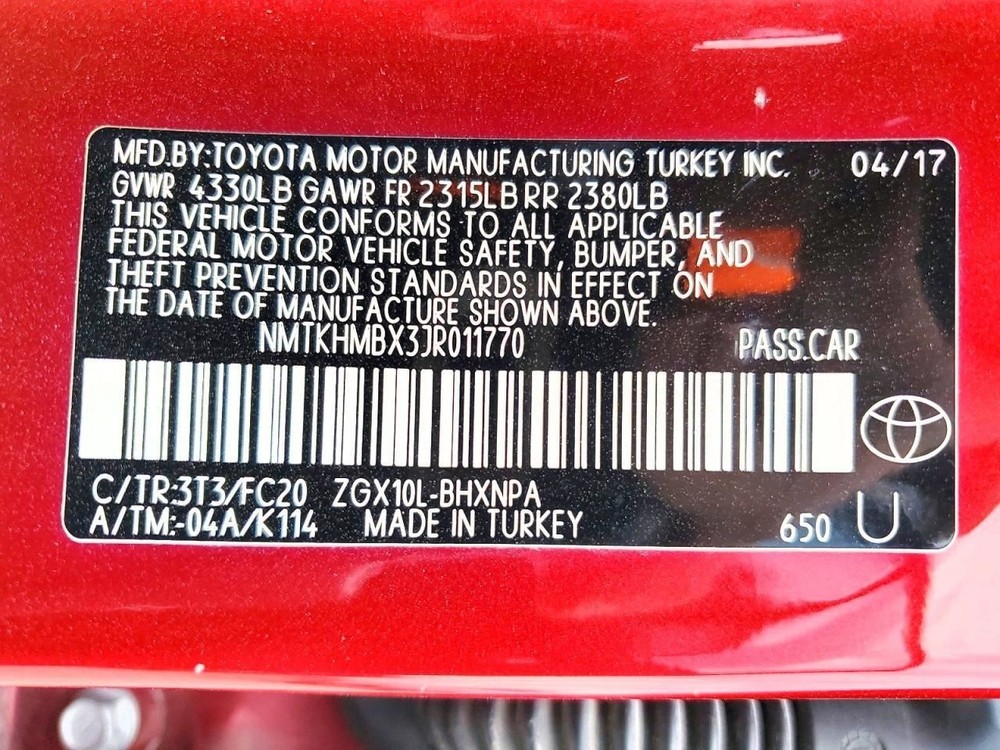 MFD.BY:TOYOTA MOTOR MANUFACTURING TURKEY INC. 04/17
GVWR 4330LB GAWR FR 2315LB RR 2380LB
THIS VEHICLE CONFORMS TO ALL APPLICABLE
FEDERAL MOTOR VEHICLE SAFETY, BUMPER, AND
THEFT PREVENTION STANDARDS IN EFFECT ON
THE DATE OF MANUFACTURE SHOWN ABOVE.
NMTKHMBX3JR011770 PASS.CAR
C/TR:3T3/FC20 ZGX10L-BHXNPA
A/TM:-04A/K114 MADE IN TURKEY 650 U